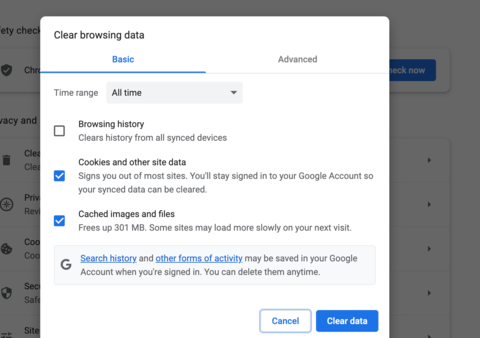 ety check
Clear browsing data
Basic
Advanced
Chro
heck now
Time range
All time
vacy and
Browsing history
Clears history from all synced devices
Clea
Clea
Cookies and other site data
Signs you out of most sites. You'll stay signed in to your Google Account so
your synced data can be cleared.
Priva
Revi
Cached images and files
Frees up 301 MB. Some sites may load more slowly on your next visit.
Coo
G Search history and other forms of activity may be saved in your Google
Account when you're signed in. You can delete them anytime.
Secu
Safe
Cancel
Clear data
Site